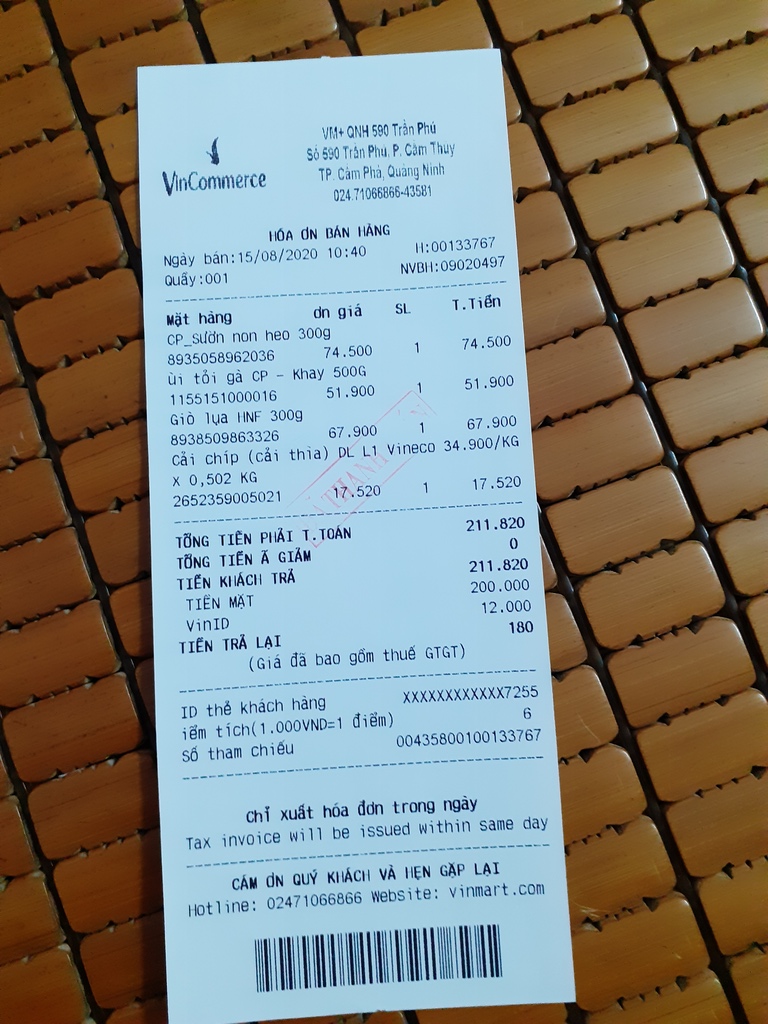 VinCommerce
VM+ QNH 590 Trần Phú
Số 590 Trần Phú, P. Cẩm Thủy
TP. Cẩm Phả, Quảng Ninh
024.71066866-43581
HÓA ƠN BÁN HÀNG
Ngày bán:15/08/2020 10:40 H:00133767
Quầy:001 NVBH:09020497
Mặt hàng ơn giá SL T.Tiền
CP_Sườn non heo 300g
8935058962036 74.500 1 74.500
ùi tỏi gà CP - Khay 500G
1155151000016 51.900 1 51.900
Giò lụa HNF 300g
8938509863326 67.900 1 67.900
Cải chíp (cải thìa) DL L1 Vineco 34.900/KG
X 0,502 KG
2652359005021 17.520 1 17.520
TỔNG TIỀN PHẢI T.TOÁN 211.820
TỔNG TIỀN Ã GIẢM 0
TIỀN KHÁCH TRẢ 211.820
TIỀN MẶT 200.000
VinID 12.000
TIỀN TRẢ LẠI 180
(Giá đã bao gồm thuế GTGT)
ID thẻ khách hàng XXXXXXXXXXXX7255
iểm tích(1.000VND=1 điểm) 6
Số tham chiếu 00435800100133767
Chỉ xuất hóa đơn trong ngày
Tax invoice will be issued within same day
CẢM ƠN QUÝ KHÁCH VÀ HẸN GẶP LẠI
Hotline: 02471066866 Website: vinmart.com